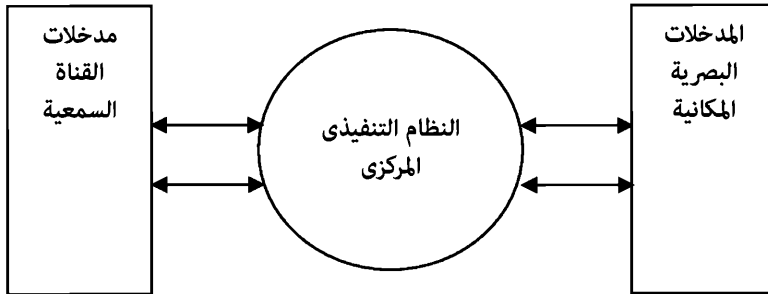 المدخلات
البصرية
المكانية
النظام التنفيذى
المركزى
مدخلات
القناة
السمعية